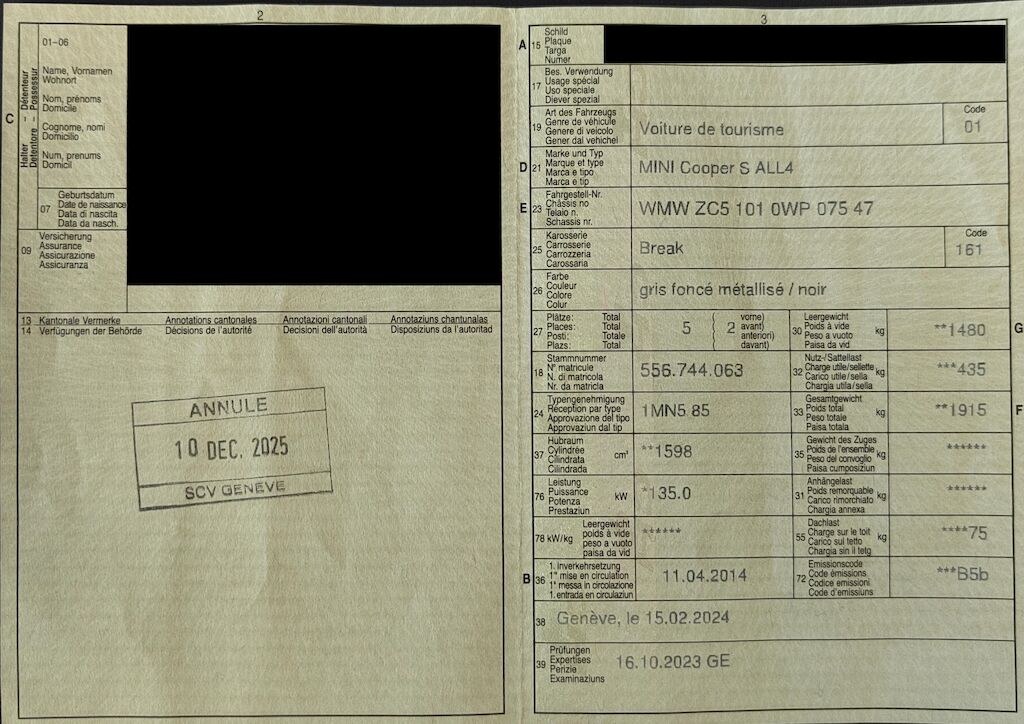 2
01–06
Name, Vornamen
Wohnort
Nom, prénoms
Domicile
Cognome, nomi
Domicilio
Num, prenums
Domicil
C
Halter – Détenteur
Detentore – Possessur
07
Geburtsdatum
Date de naissance
Data di nascita
Data da nasch.
09
Versicherung
Assurance
Assicurazione
Assicuranza
13 Kantonale Vermerke Annotations cantonales Annotazioni cantonali Annotaziuns chantunalas
14 Verfügungen der Behörde Décisions de l'autorité Decisioni dell'autorità Disposiziuns da l'autoritad
ANNULE
10 DEC. 2025
SCV GENEVE
3
A 15
Schild
Plaque
Targa
Numer
17
Bes. Verwendung
Usage spécial
Uso speciale
Diever spezial
19
Art des Fahrzeugs
Genre de véhicule
Genere di veicolo
Gener dal vehichel
Voiture de tourisme
Code
01
D 21
Marke und Typ
Marque et type
Marca e tipo
Marca e tip
MINI Cooper S ALL4
E 23
Fahrgestell-Nr.
Châssis no
Telaio n.
Schassis nr.
WMW ZC5 101 0WP 075 47
25
Karosserie
Carrosserie
Carrozzeria
Carossaria
Break
Code
161
26
Farbe
Couleur
Colore
Colur
gris foncé métallisé / noir
27
Plätze: Total
Places: Total
Posti: Totale
Plazs: Total
5
2
vorne)
avant)
anteriori)
davant)
30
Leergewicht
Poids à vide
Peso a vuoto
Paisa da vid
kg
**1480
G
18
Stammnummer
N° matricule
N. di matricola
Nr. da matricla
556.744.063
32
Nutz-/Sattellast
Charge utile/sellette
Carico utile/sella
Chargia utila/sella
kg
***435
24
Typengenehmigung
Réception par type
Approvazione del tipo
Approvaziun dal tip
1MN5 85
33
Gesamtgewicht
Poids total
Peso totale
Paisa totala
kg
**1915
F
37
Hubraum
Cylindrée
Cilindrata
Cilindrada
cm³
**1598
35
Gewicht des Zuges
Poids de l'ensemble
Peso del convoglio
Paisa cumposiziun
kg
******
76
Leistung
Puissance
Potenza
Prestaziun
kW
*135.0
31
Anhängelast
Poids remorquable
Carico rimorchiato
Chargia annexa
kg
******
78 kW/kg
Leergewicht
poids à vide
peso a vuoto
paisa da vid
******
55
Dachlast
Charge sur le toit
Carico sul tetto
Chargia sin il tetg
kg
****75
B 36
1. Inverkehrsetzung
1re mise en circulation
1a messa in circolazione
1. entrada en circulaziun
11.04.2014
72
Emissionscode
Code émissions
Codice emissioni
Code d'emissiuns
***B5b
38
Genève, le 15.02.2024
39
Prüfungen
Expertises
Perizie
Examinaziuns
16.10.2023 GE